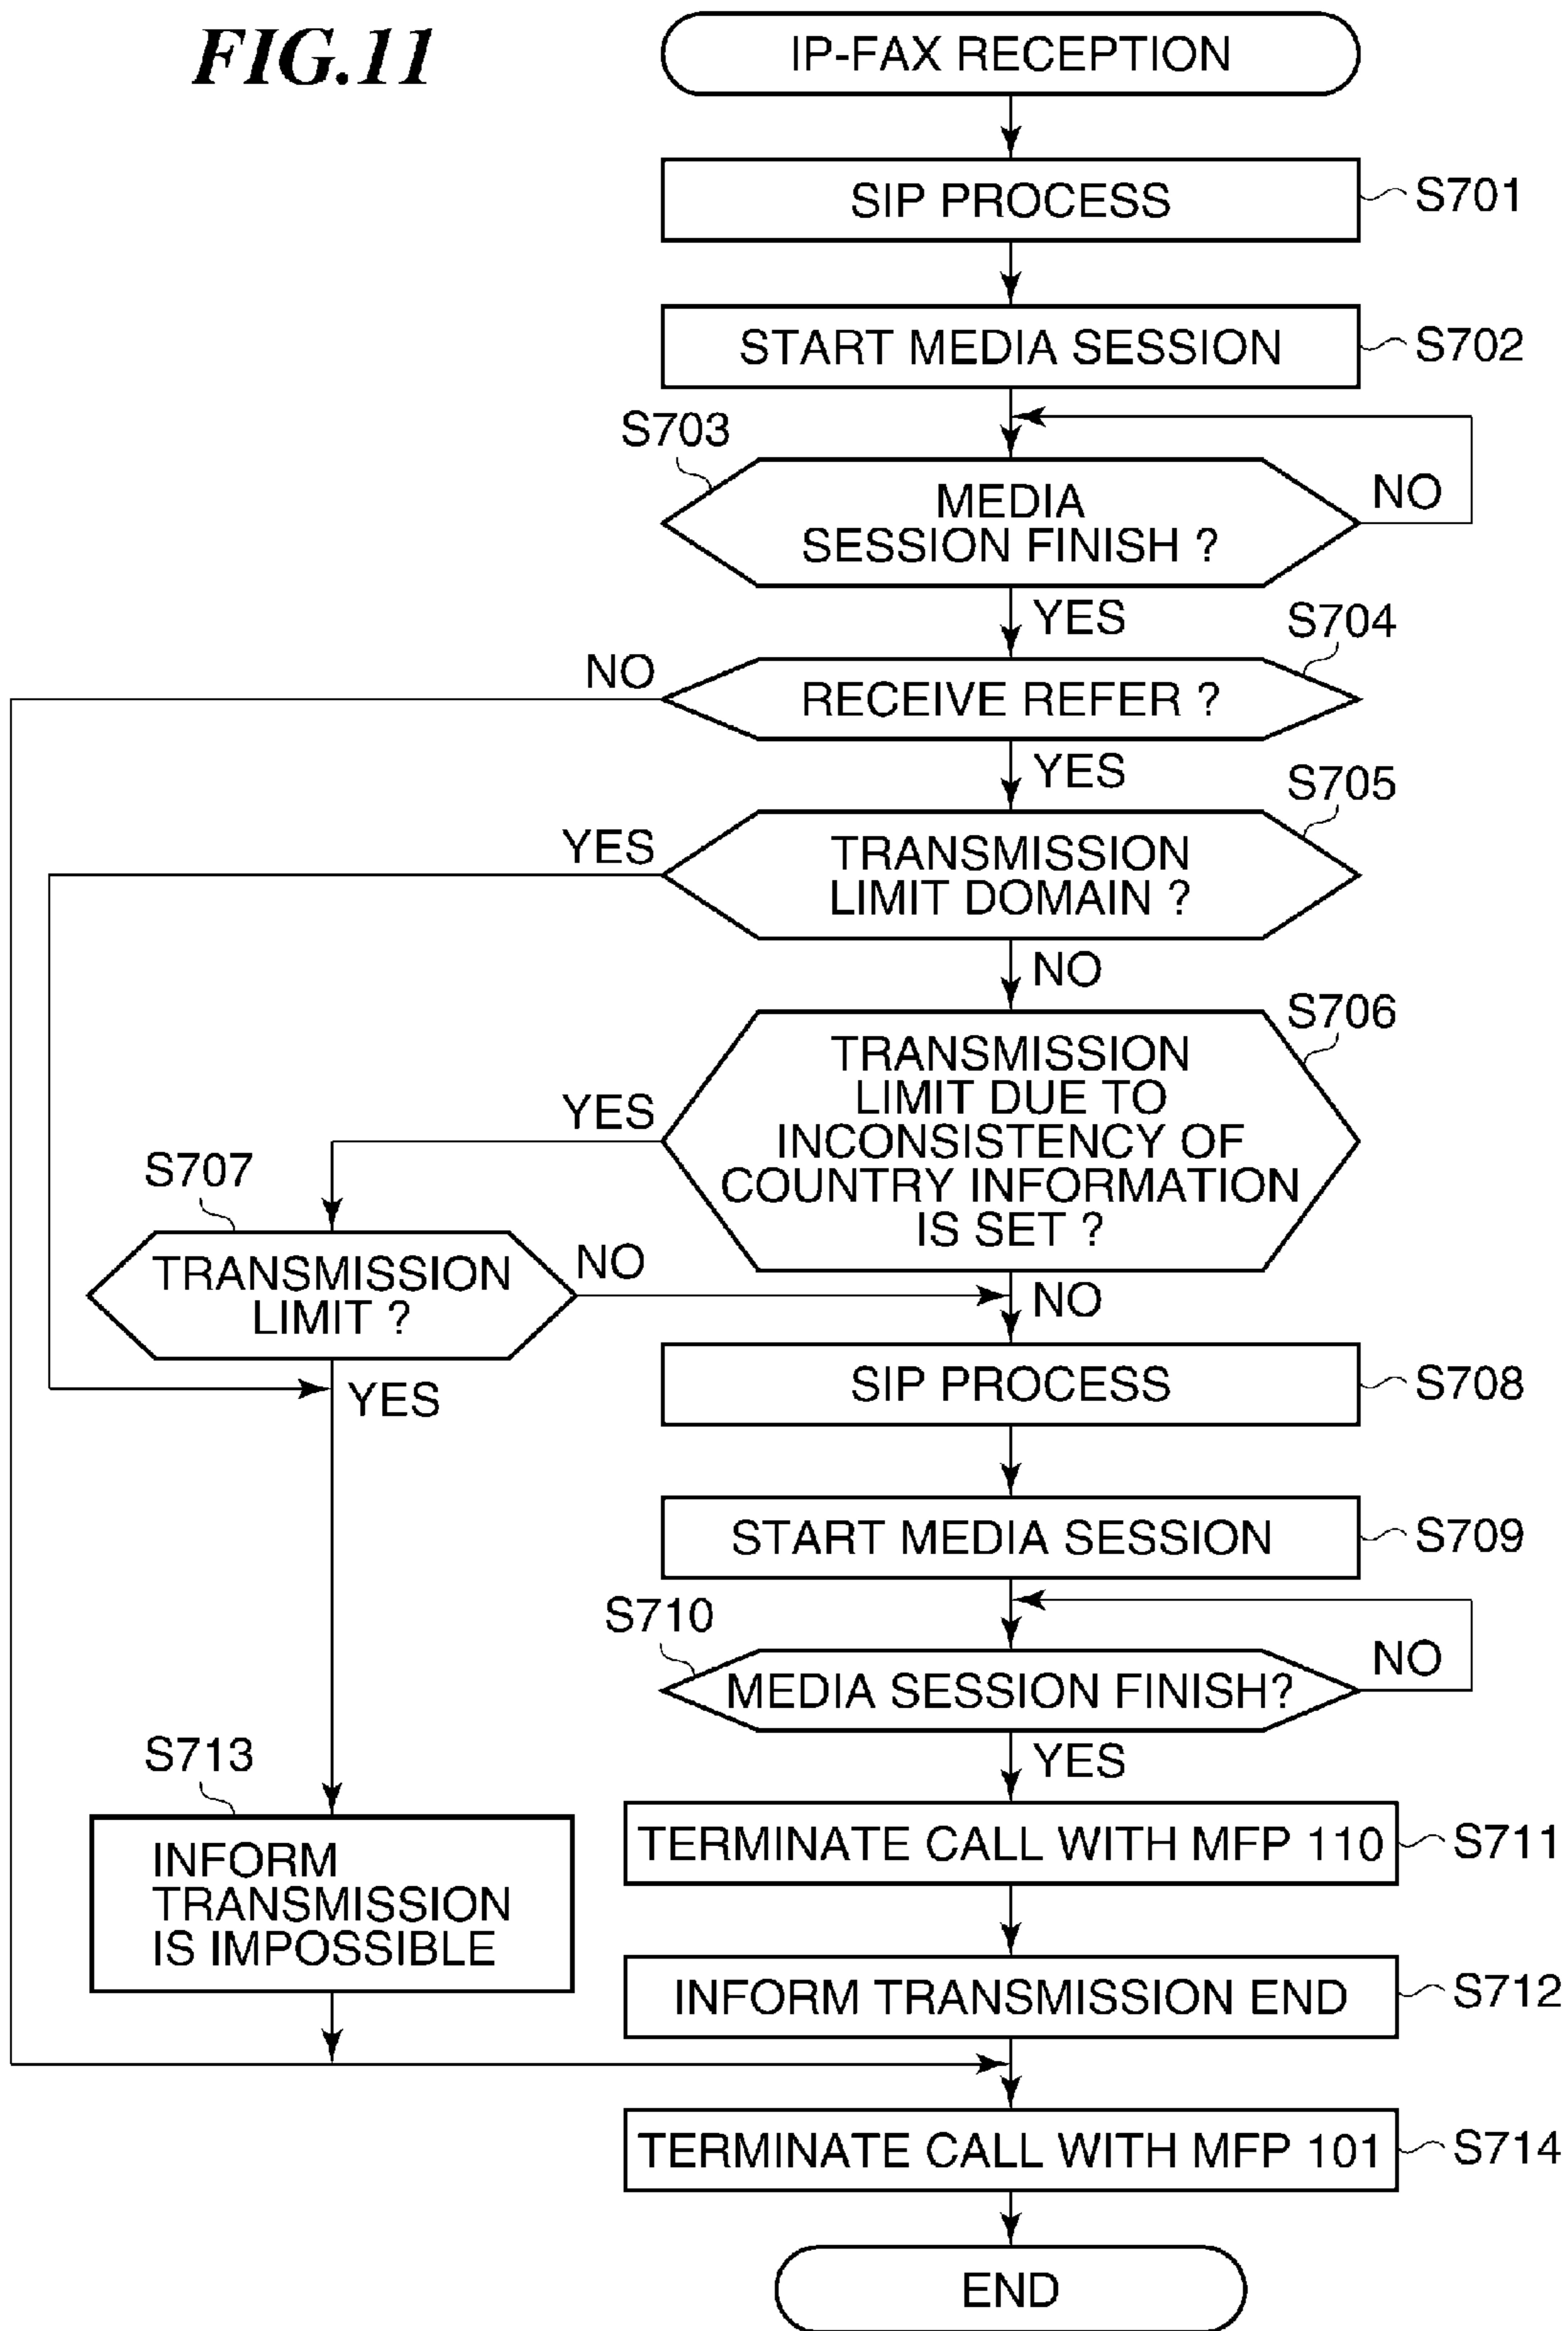 FIG.11
IP-FAX RECEPTION
SIP PROCESS
S701
START MEDIA SESSION
S702
S703
MEDIA
SESSION FINISH ?
NO
YES
S704
NO
RECEIVE REFER ?
YES
S705
YES
TRANSMISSION
LIMIT DOMAIN ?
NO
S706
YES
TRANSMISSION
LIMIT DUE TO
INCONSISTENCY OF
COUNTRY INFORMATION
IS SET ?
S707
TRANSMISSION
LIMIT ?
NO
NO
YES
SIP PROCESS
S708
START MEDIA SESSION
S709
S710
MEDIA SESSION FINISH?
NO
YES
S713
INFORM
TRANSMISSION
IS IMPOSSIBLE
TERMINATE CALL WITH MFP 110
S711
INFORM TRANSMISSION END
S712
TERMINATE CALL WITH MFP 101
S714
END